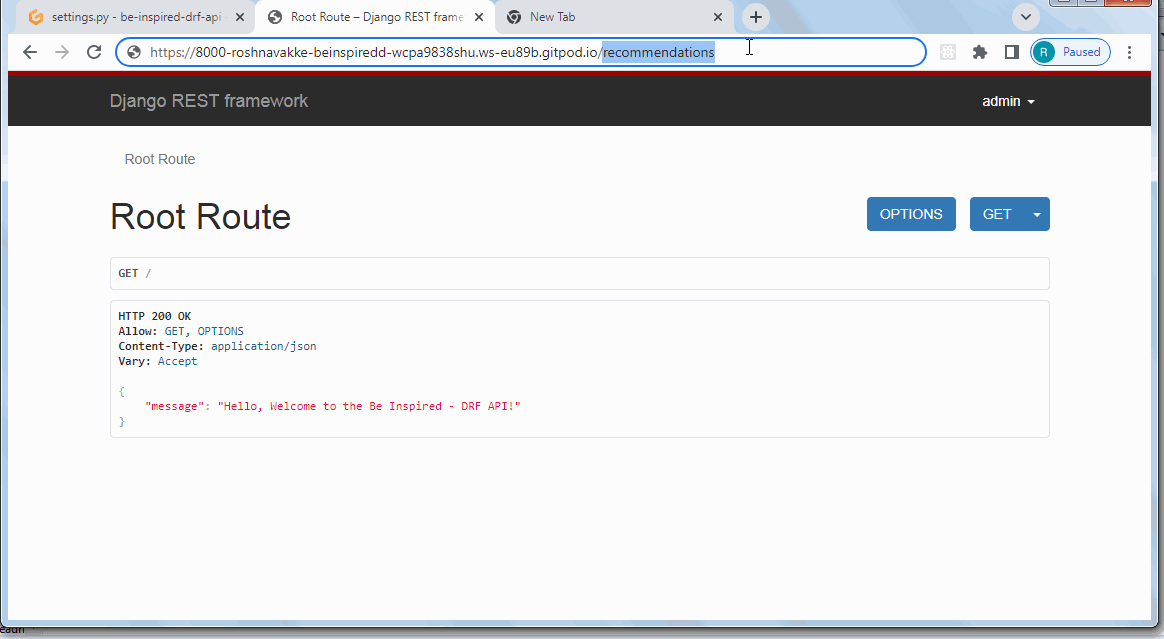 settings.py - be-inspired-drf-api
Root Route – Django REST frame
New Tab
https://8000-roshnavakke-beinspiredd-wcpa9838shu.ws-eu89b.gitpod.io/recommendations
R Paused
Django REST framework
admin
Root Route
Root Route
OPTIONS
GET
GET /
HTTP 200 OK
Allow: GET, OPTIONS
Content-Type: application/json
Vary: Accept
{
"message": "Hello, Welcome to the Be Inspired - DRF API!"
}